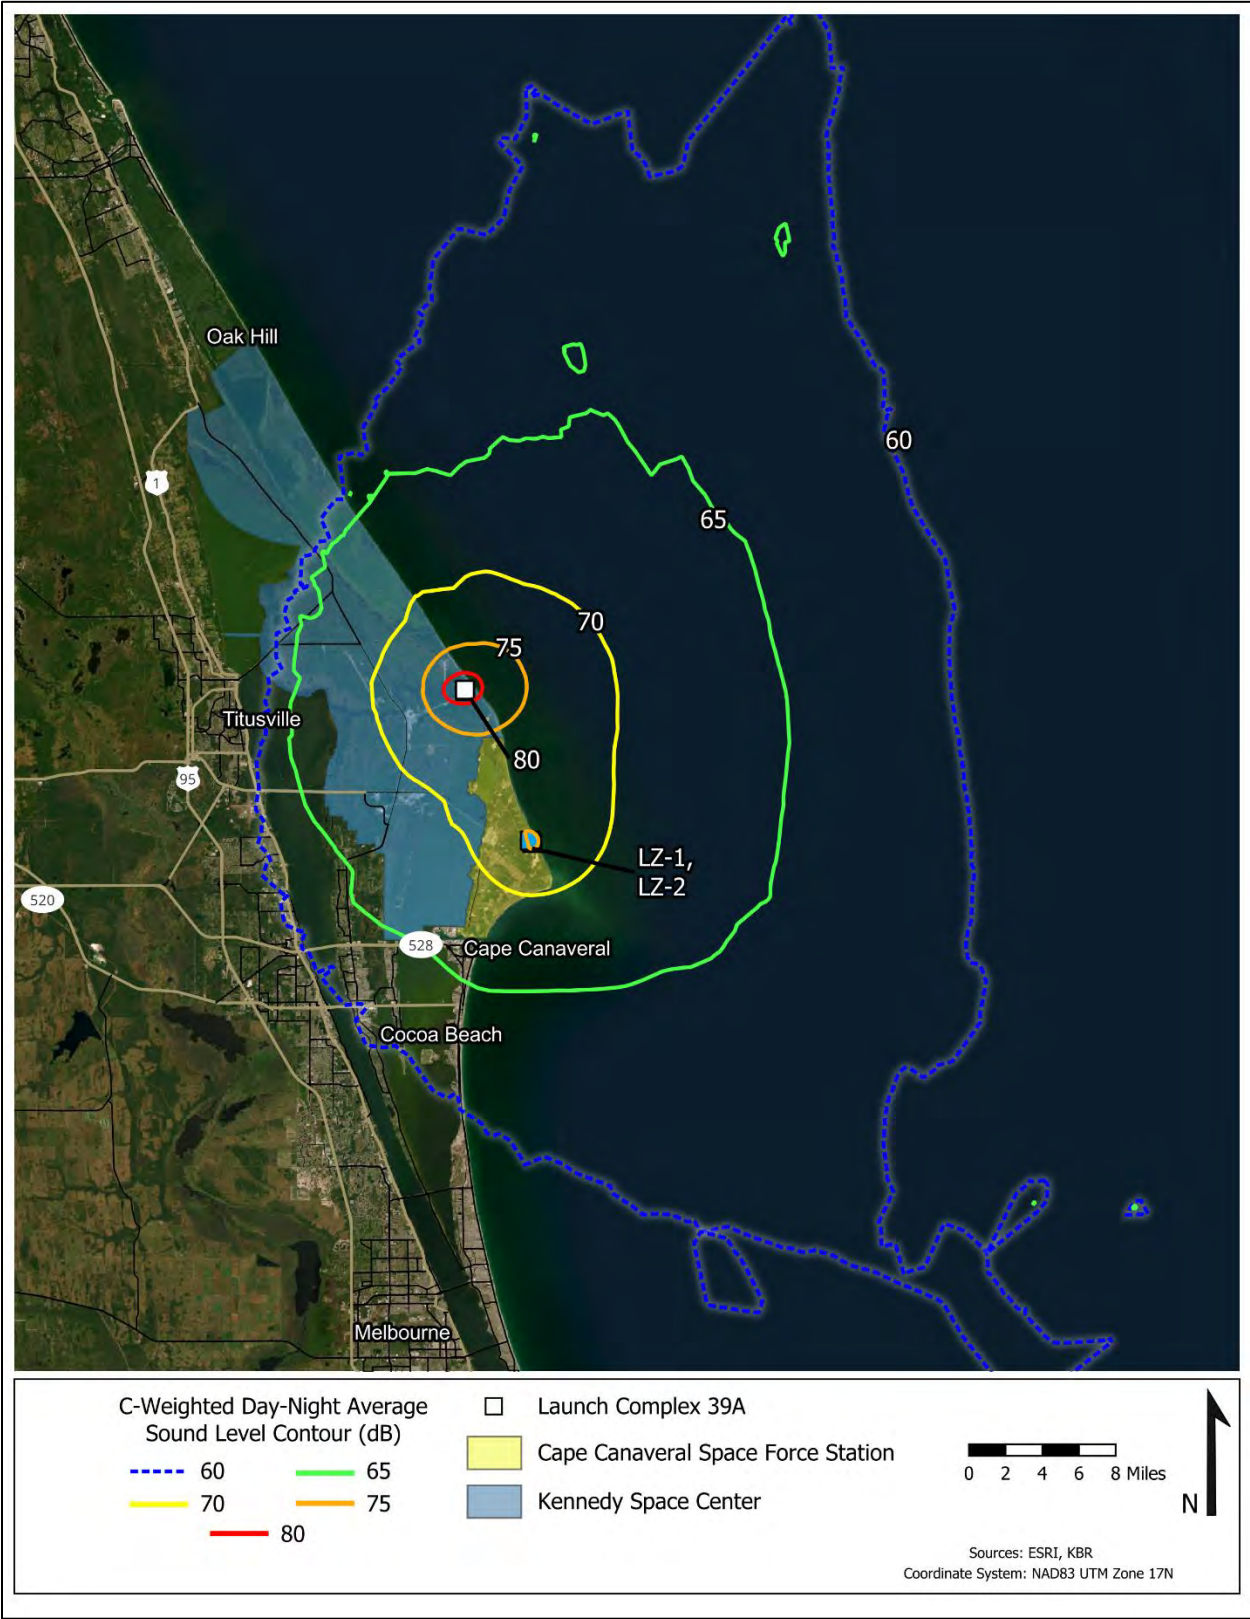 Oak Hill
1
60
65
70
75
Titusville
80
95
LZ-1,
LZ-2
520
528
Cape Canaveral
Cocoa Beach
Melbourne
C-Weighted Day-Night Average
Sound Level Contour (dB)
60
65
70
75
80
Launch Complex 39A
Cape Canaveral Space Force Station
Kennedy Space Center
0 2 4 6 8 Miles
N
Sources: ESRI, KBR
Coordinate System: NAD83 UTM Zone 17N